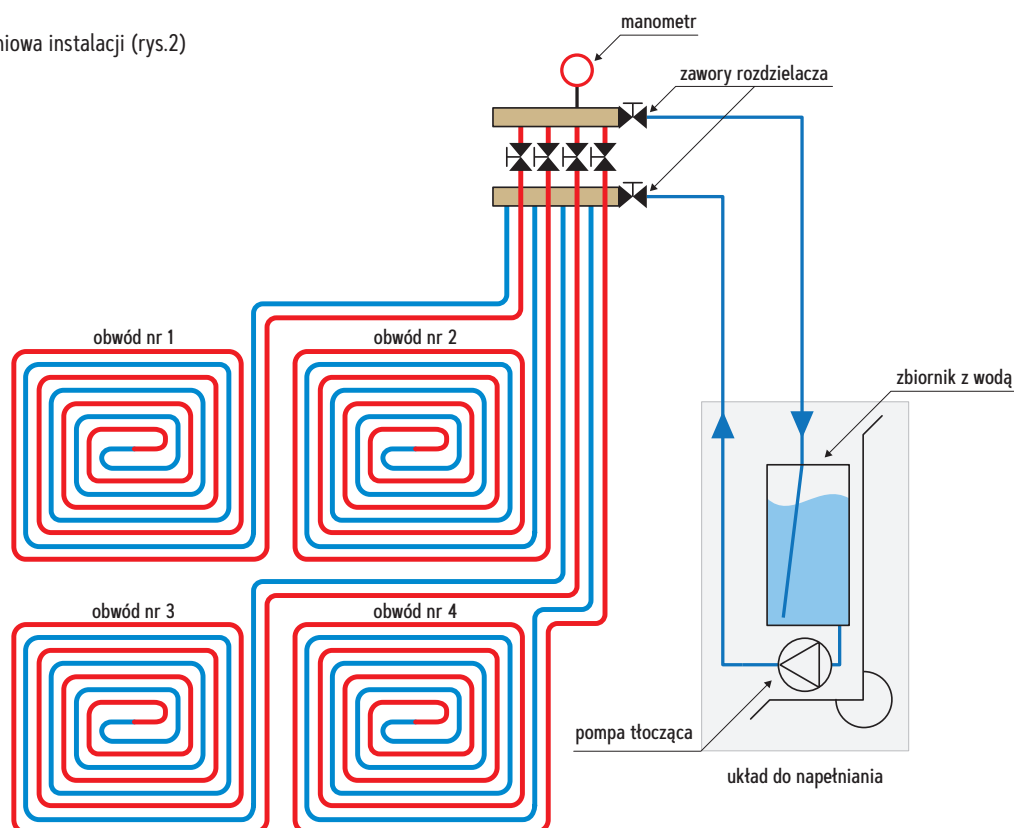 manometr
instalacji (rys.2)
zawory rozdzielacza
obwód nr 1
obwód nr 2
zbiornik z wodą
obwód nr 3
obwód nr 4
pompa tłocząca
układ do napełniania